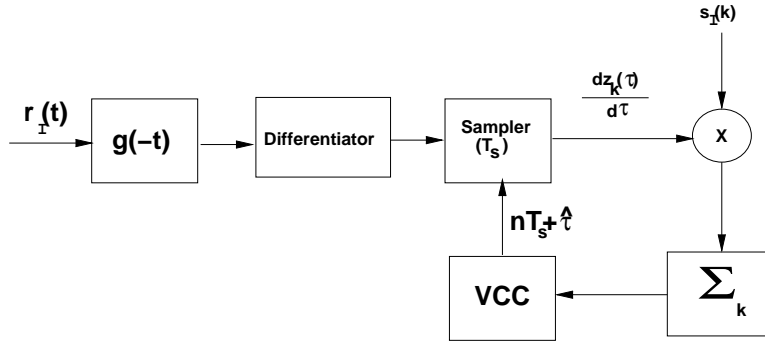 s_I(k)
r_I(t)
g(−t)
Differentiator
Sampler
(T_s)
dz_k(τ)
dτ
X
nT_s+τ̂
VCC
Σ_k